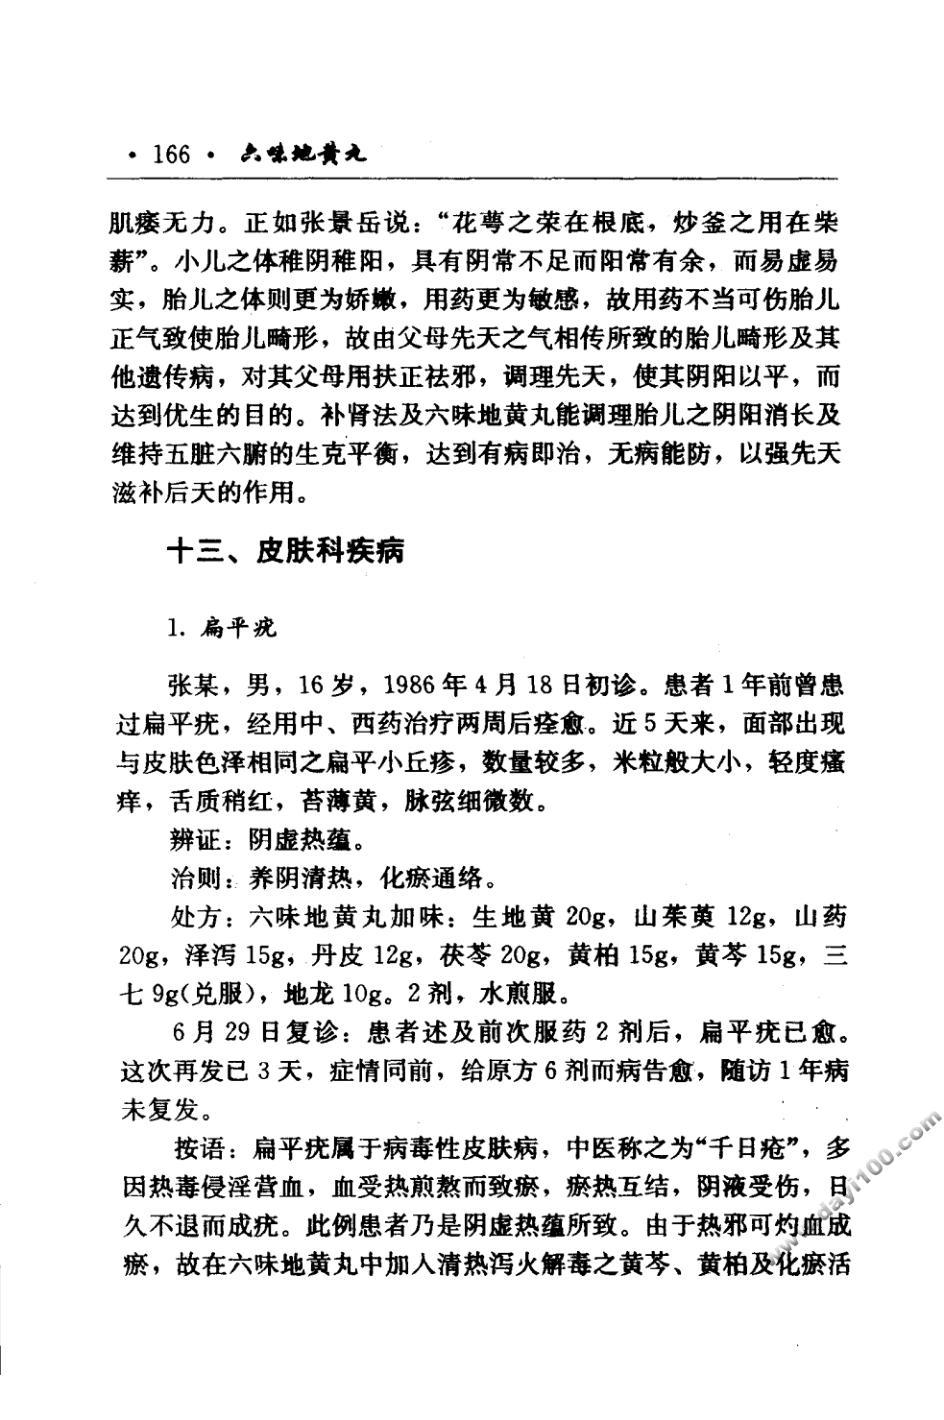 · 166 · 六味地黄丸
肌痿无力。正如张景岳说：“花萼之荣在根底，炒釜之用在柴
薪”。小儿之体稚阴稚阳，具有阴常不足而阳常有余，而易虚易
实，胎儿之体则更为娇嫩，用药更为敏感，故用药不当可伤胎儿
正气致使胎儿畸形，故由父母先天之气相传所致的胎儿畸形及其
他遗传病，对其父母用扶正祛邪，调理先天，使其阴阳以平，而
达到优生的目的。补肾法及六味地黄丸能调理胎儿之阴阳消长及
维持五脏六腑的生克平衡，达到有病即治，无病能防，以强先天
滋补后天的作用。
十三、皮肤科疾病
1. 扁平疣
张某，男，16 岁，1986 年 4 月 18 日初诊。患者 1 年前曾患
过扁平疣，经用中、西药治疗两周后痊愈。近 5 天来，面部出现
与皮肤色泽相同之扁平小丘疹，数量较多，米粒般大小，轻度瘙
痒，舌质稍红，苔薄黄，脉弦细微数。
辨证：阴虚热蕴。
治则：养阴清热，化瘀通络。
处方：六味地黄丸加味：生地黄 20g，山茱萸 12g，山药
20g，泽泻 15g，丹皮 12g，茯苓 20g，黄柏 15g，黄芩 15g，三
七 9g(兑服)，地龙 10g。2 剂，水煎服。
6 月 29 日复诊：患者述及前次服药 2 剂后，扁平疣已愈。
这次再发已 3 天，症情同前，给原方 6 剂而病告愈，随访 1 年病
未复发。
按语：扁平疣属于病毒性皮肤病，中医称之为“千日疮”，多
因热毒侵淫营血，血受热煎熬而致瘀，瘀热互结，阴液受伤，日
久不退而成疣。此例患者乃是阴虚热蕴所致。由于热邪可灼血成
瘀，故在六味地黄丸中加入清热泻火解毒之黄芩、黄柏及化瘀活
www.dayi100.com